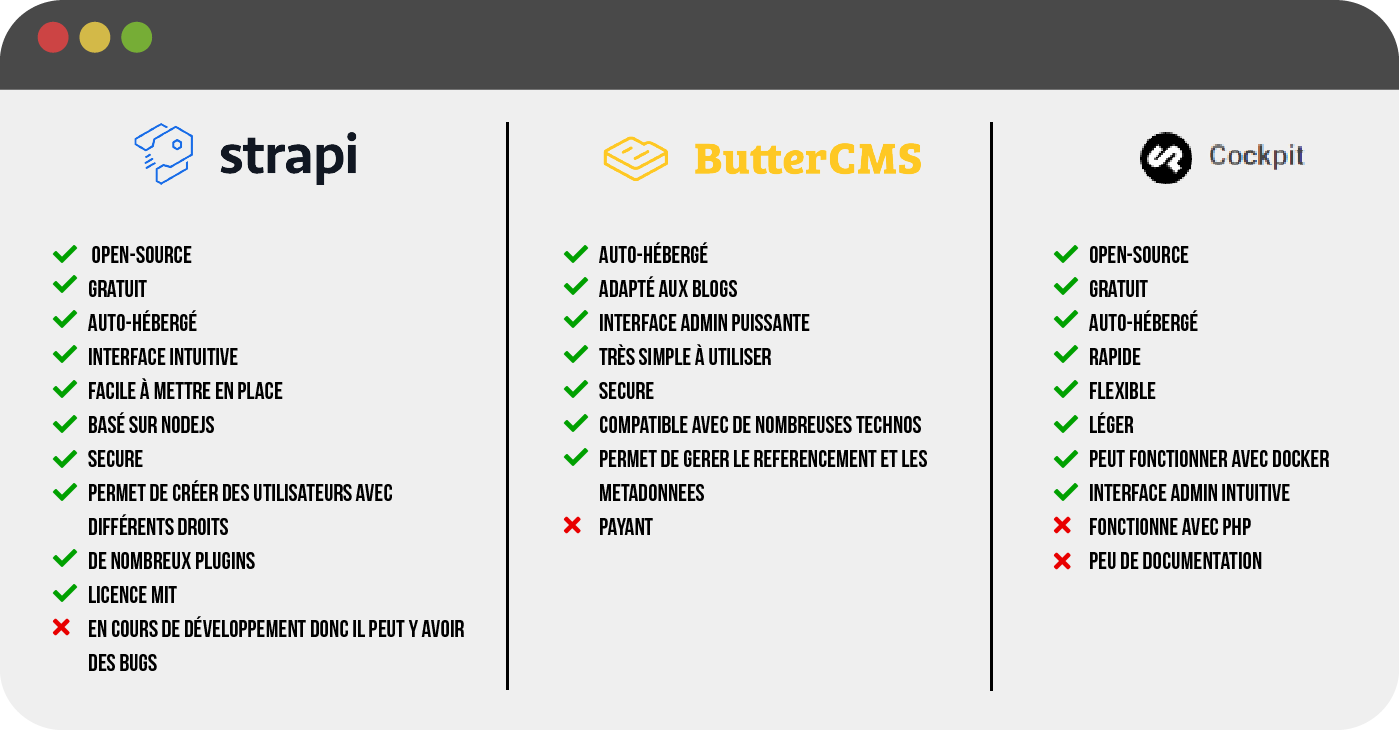 strapi
OPEN-SOURCE
GRATUIT
AUTO-HÉBERGÉ
INTERFACE INTUITIVE
FACILE À METTRE EN PLACE
BASÉ SUR NODEJS
SECURE
PERMET DE CRÉER DES UTILISATEURS AVEC
DIFFÉRENTS DROITS
DE NOMBREUX PLUGINS
LICENCE MIT
EN COURS DE DÉVELOPPEMENT DONC IL PEUT Y AVOIR
DES BUGS
ButterCMS
AUTO-HÉBERGÉ
ADAPTÉ AUX BLOGS
INTERFACE ADMIN PUISSANTE
TRÈS SIMPLE À UTILISER
SECURE
COMPATIBLE AVEC DE NOMBREUSES TECHNOS
PERMET DE GERER LE REFERENCEMENT ET LES
METADONNEES
PAYANT
Cockpit
OPEN-SOURCE
GRATUIT
AUTO-HÉBERGÉ
RAPIDE
FLEXIBLE
LÉGER
PEUT FONCTIONNER AVEC DOCKER
INTERFACE ADMIN INTUITIVE
FONCTIONNE AVEC PHP
PEU DE DOCUMENTATION